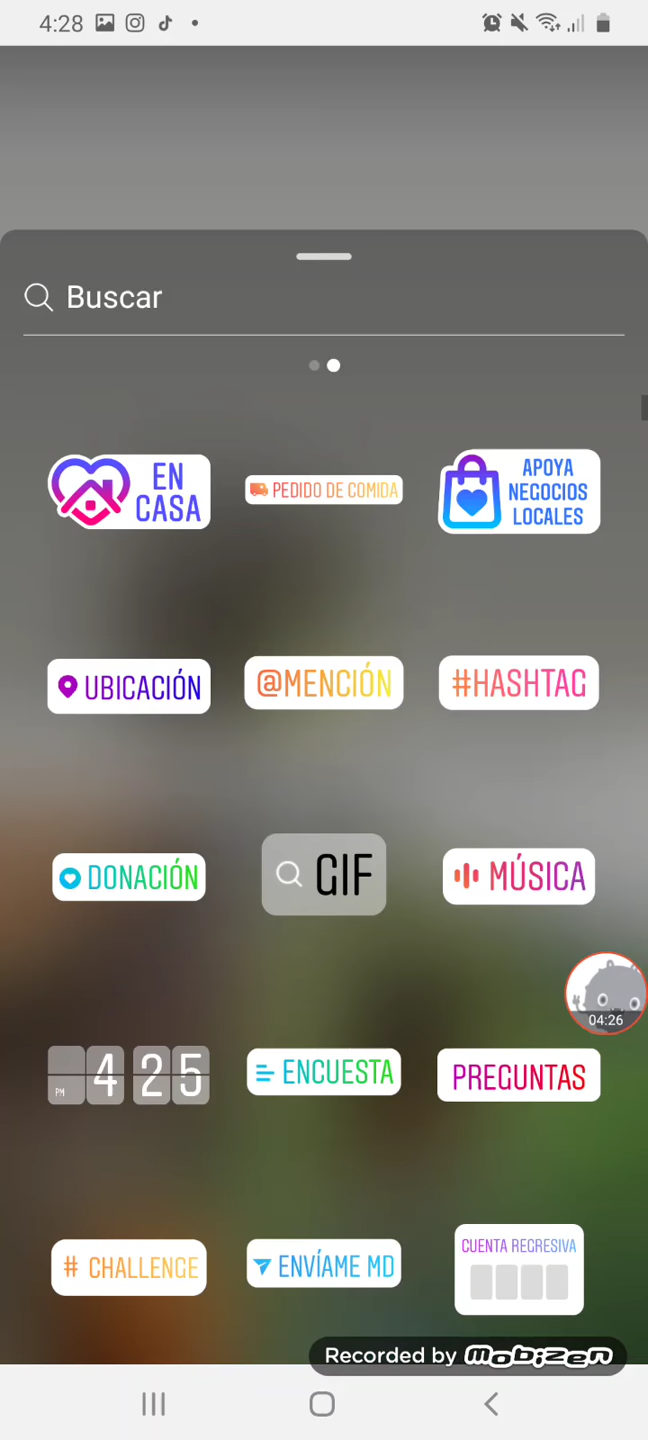 4:28
Buscar
EN
CASA
PEDIDO DE COMIDA
APOYA
NEGOCIOS
LOCALES
UBICACIÓN
@MENCIÓN
#HASHTAG
DONACIÓN
GIF
MÚSICA
04:26
PM 4 25
ENCUESTA
PREGUNTAS
# CHALLENGE
ENVÍAME MD
CUENTA REGRESIVA
Recorded by Mobizen